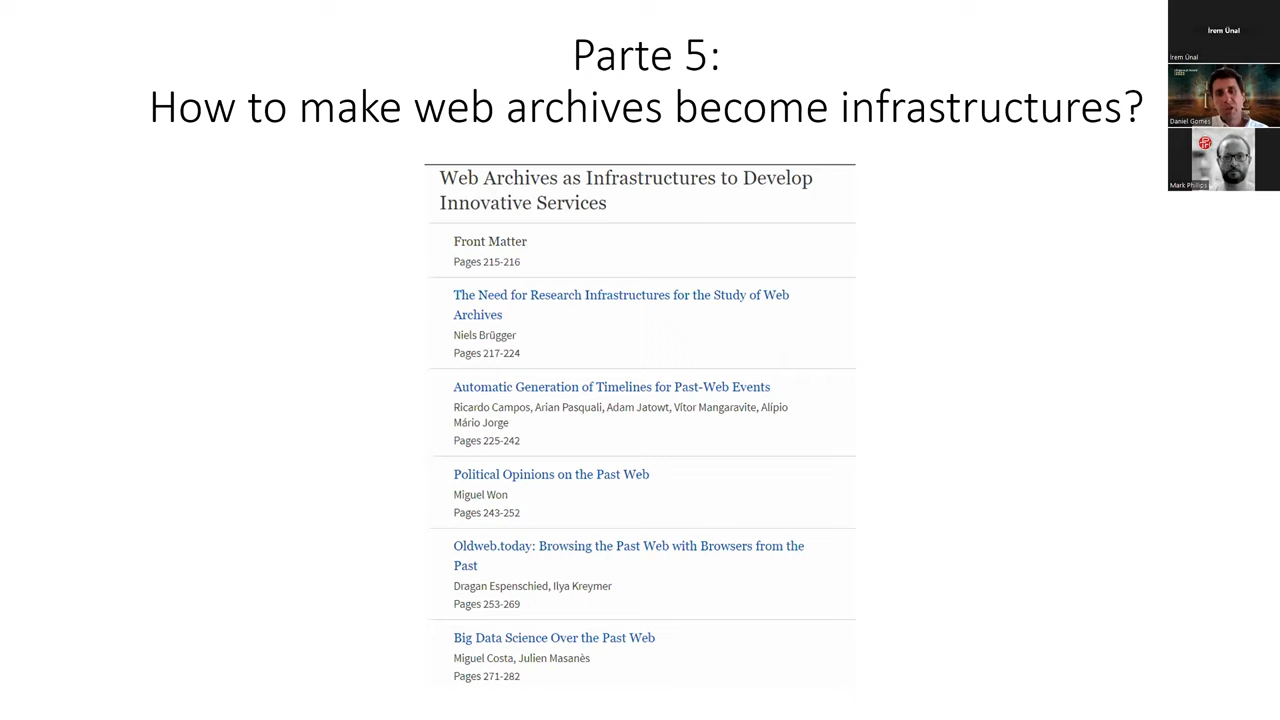 Parte 5:
How to make web archives become infrastructures?
Web Archives as Infrastructures to Develop
Innovative Services
Front Matter
Pages 215-216
The Need for Research Infrastructures for the Study of Web
Archives
Niels Brügger
Pages 217-224
Automatic Generation of Timelines for Past-Web Events
Ricardo Campos, Arian Pasquali, Adam Jatowt, Vítor Mangaravite, Alípio
Mário Jorge
Pages 225-242
Political Opinions on the Past Web
Miguel Won
Pages 243-252
Oldweb.today: Browsing the Past Web with Browsers from the
Past
Dragan Espenschied, Ilya Kreymer
Pages 253-269
Big Data Science Over the Past Web
Miguel Costa, Julien Masanès
Pages 271-282
İrem Ünal
İrem Ünal
Daniel Gomes
Mark Phillips